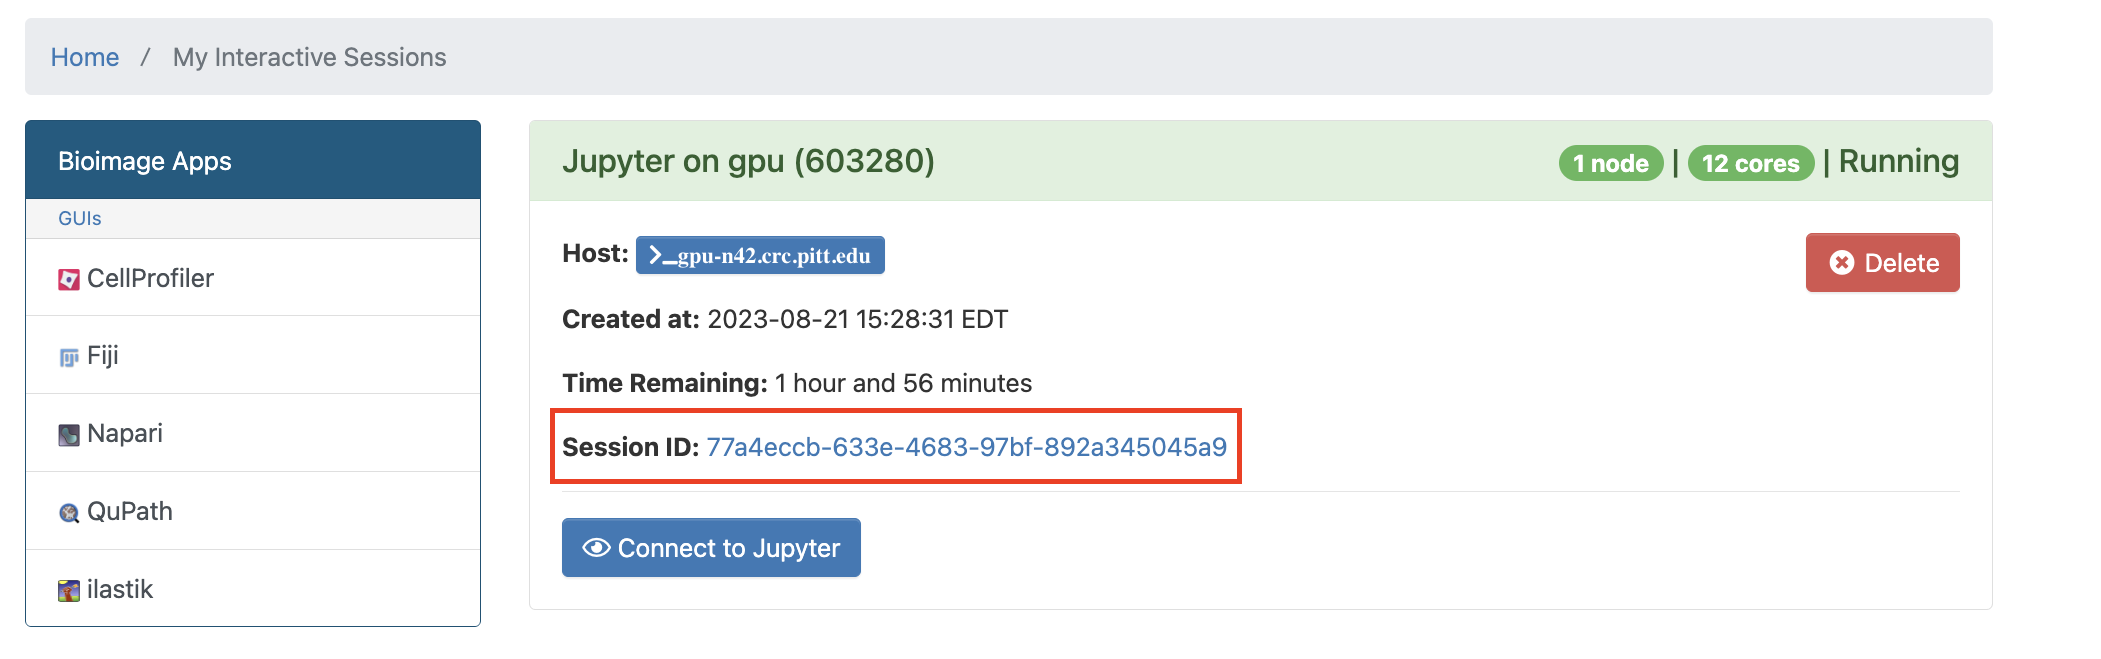 Home / My Interactive Sessions
Bioimage Apps
GUIs
CellProfiler
Fiji
Napari
QuPath
ilastik
Jupyter on gpu (603280)
1 node | 12 cores | Running
Host: >_gpu-n42.crc.pitt.edu
Delete
Created at: 2023-08-21 15:28:31 EDT
Time Remaining: 1 hour and 56 minutes
Session ID: 77a4eccb-633e-4683-97bf-892a345045a9
Connect to Jupyter